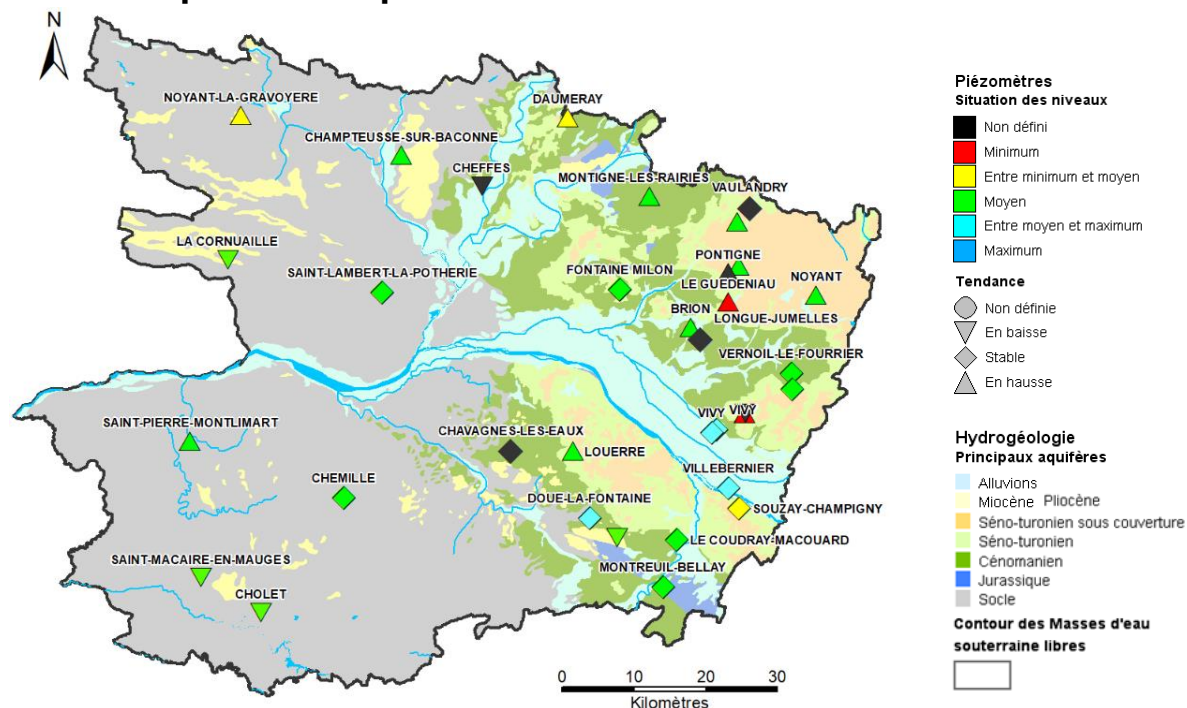 N
NOYANT-LA-GRAVOYERE
DAUMERAY
CHAMPTEUSSE-SUR-BACONNE
CHEFFES
MONTIGNE-LES-RAIRIES
VAULANDRY
LA CORNUAILLE
SAINT-LAMBERT-LA-POTHERIE
FONTAINE MILON
PONTIGNE
LE GUEDENIAU
NOYANT
BRION
LONGUE-JUMELLES
VERNOIL-LE-FOURRIER
SAINT-PIERRE-MONTLIMART
CHAVAGNES-LES-EAUX
LOUERRE
VIVY
VIVY
CHEMILLE
DOUE-LA-FONTAINE
VILLEBERNIER
SOUZAY-CHAMPIGNY
LE COUDRAY-MACOUARD
SAINT-MACAIRE-EN-MAUGES
CHOLET
MONTREUIL-BELLAY
0 10 20 30
Kilomètres
Piézomètres
Situation des niveaux
Non défini
Minimum
Entre minimum et moyen
Moyen
Entre moyen et maximum
Maximum
Tendance
Non définie
En baisse
Stable
En hausse
Hydrogéologie
Principaux aquifères
Alluvions
Miocène Pliocène
Séno-turonien sous couverture
Séno-turonien
Cénomanien
Jurassique
Socle
Contour des Masses d'eau
souterraine libres